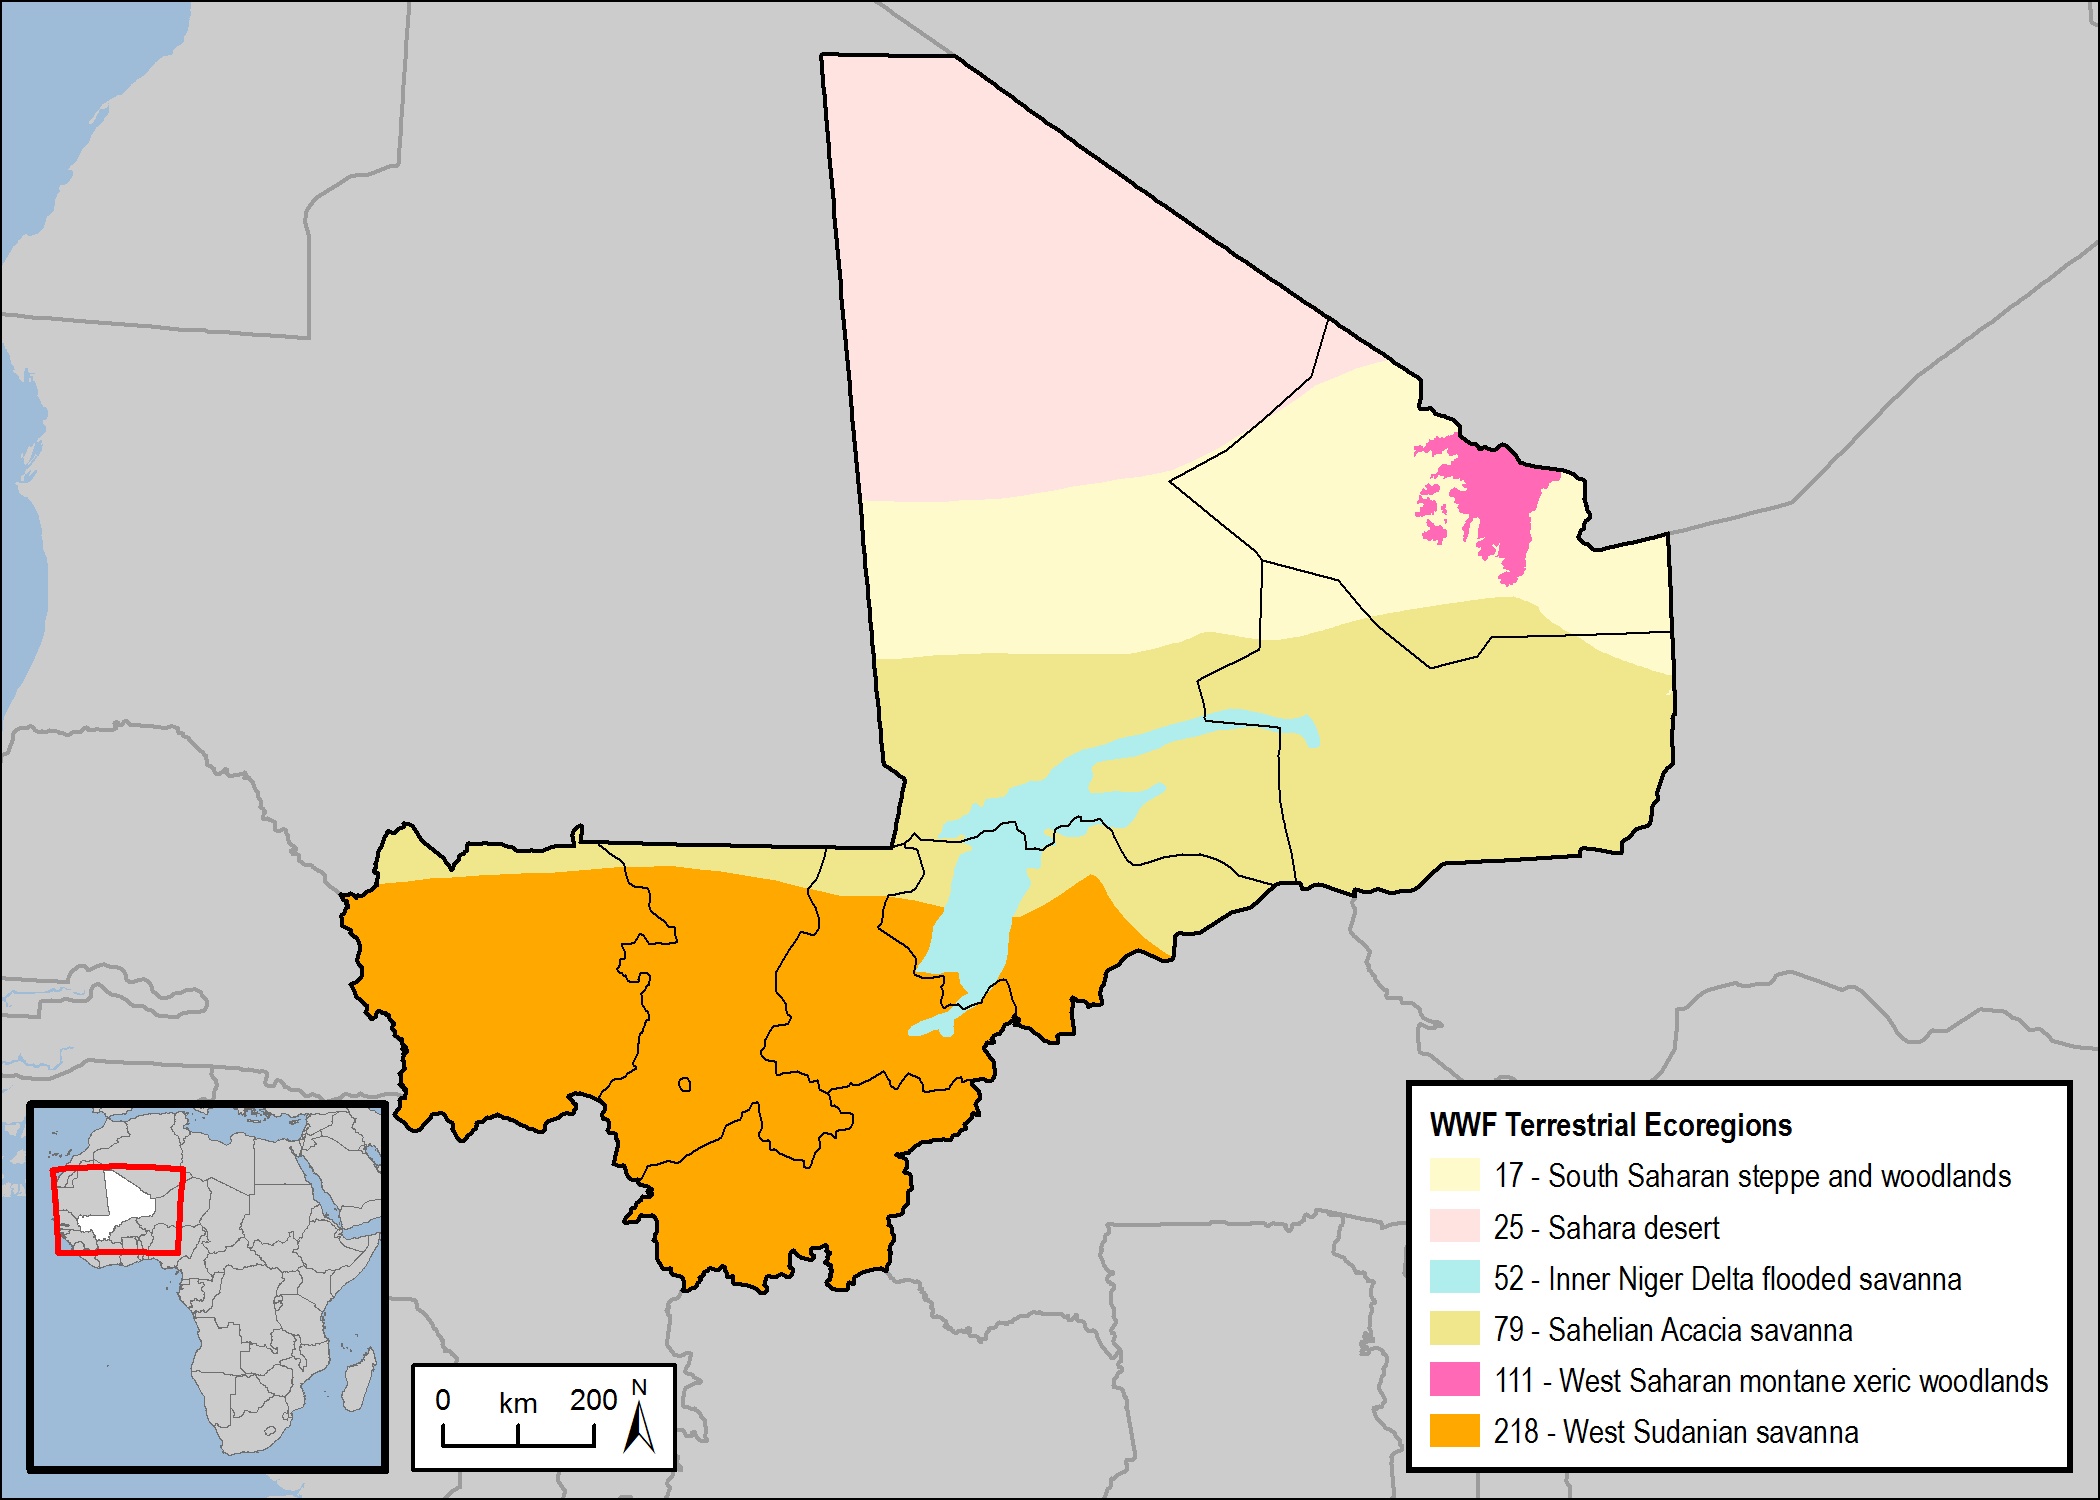 WWF Terrestrial Ecoregions
17 - South Saharan steppe and woodlands
25 - Sahara desert
52 - Inner Niger Delta flooded savanna
79 - Sahelian Acacia savanna
111 - West Saharan montane xeric woodlands
218 - West Sudanian savanna
0 km 200 N